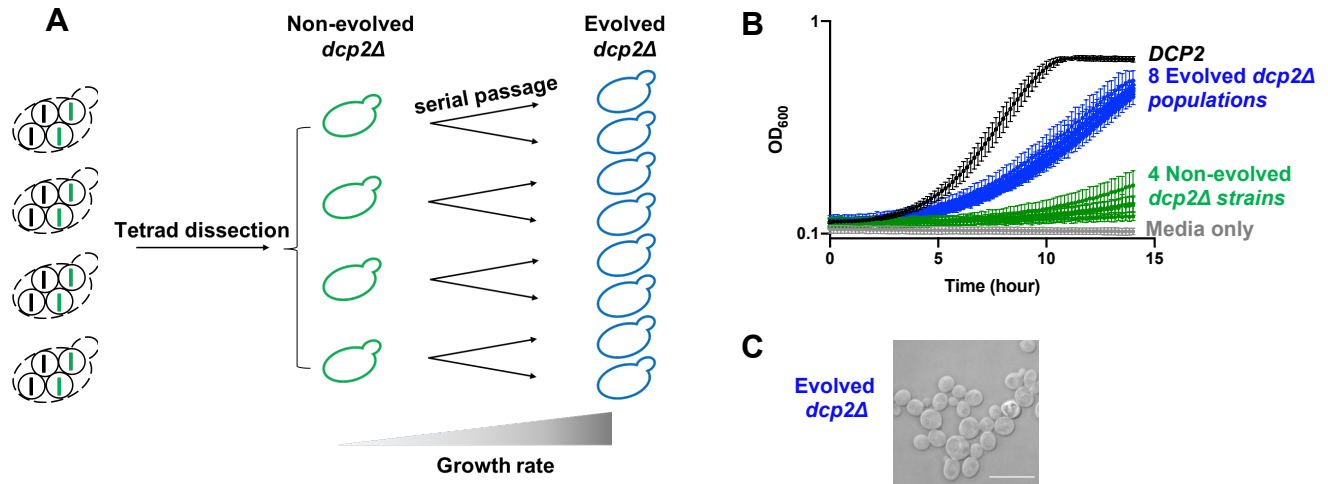 A
Non-evolved
dcp2Δ
Evolved
dcp2Δ
serial passage
Tetrad dissection
Growth rate
B
1
OD600
0.1
0
5
10
15
Time (hour)
DCP2
8 Evolved dcp2Δ
populations
4 Non-evolved
dcp2Δ strains
Media only
C
Evolved
dcp2Δ